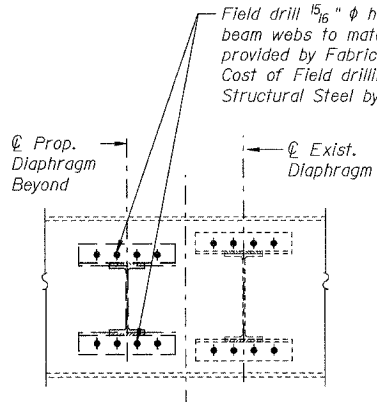 Field drill 15/16" ϕ h
beam webs to mat
provided by Fabric
Cost of Field drilli
Structural Steel by
℄ Prop.
Diaphragm
Beyond
℄ Exist.
Diaphragm